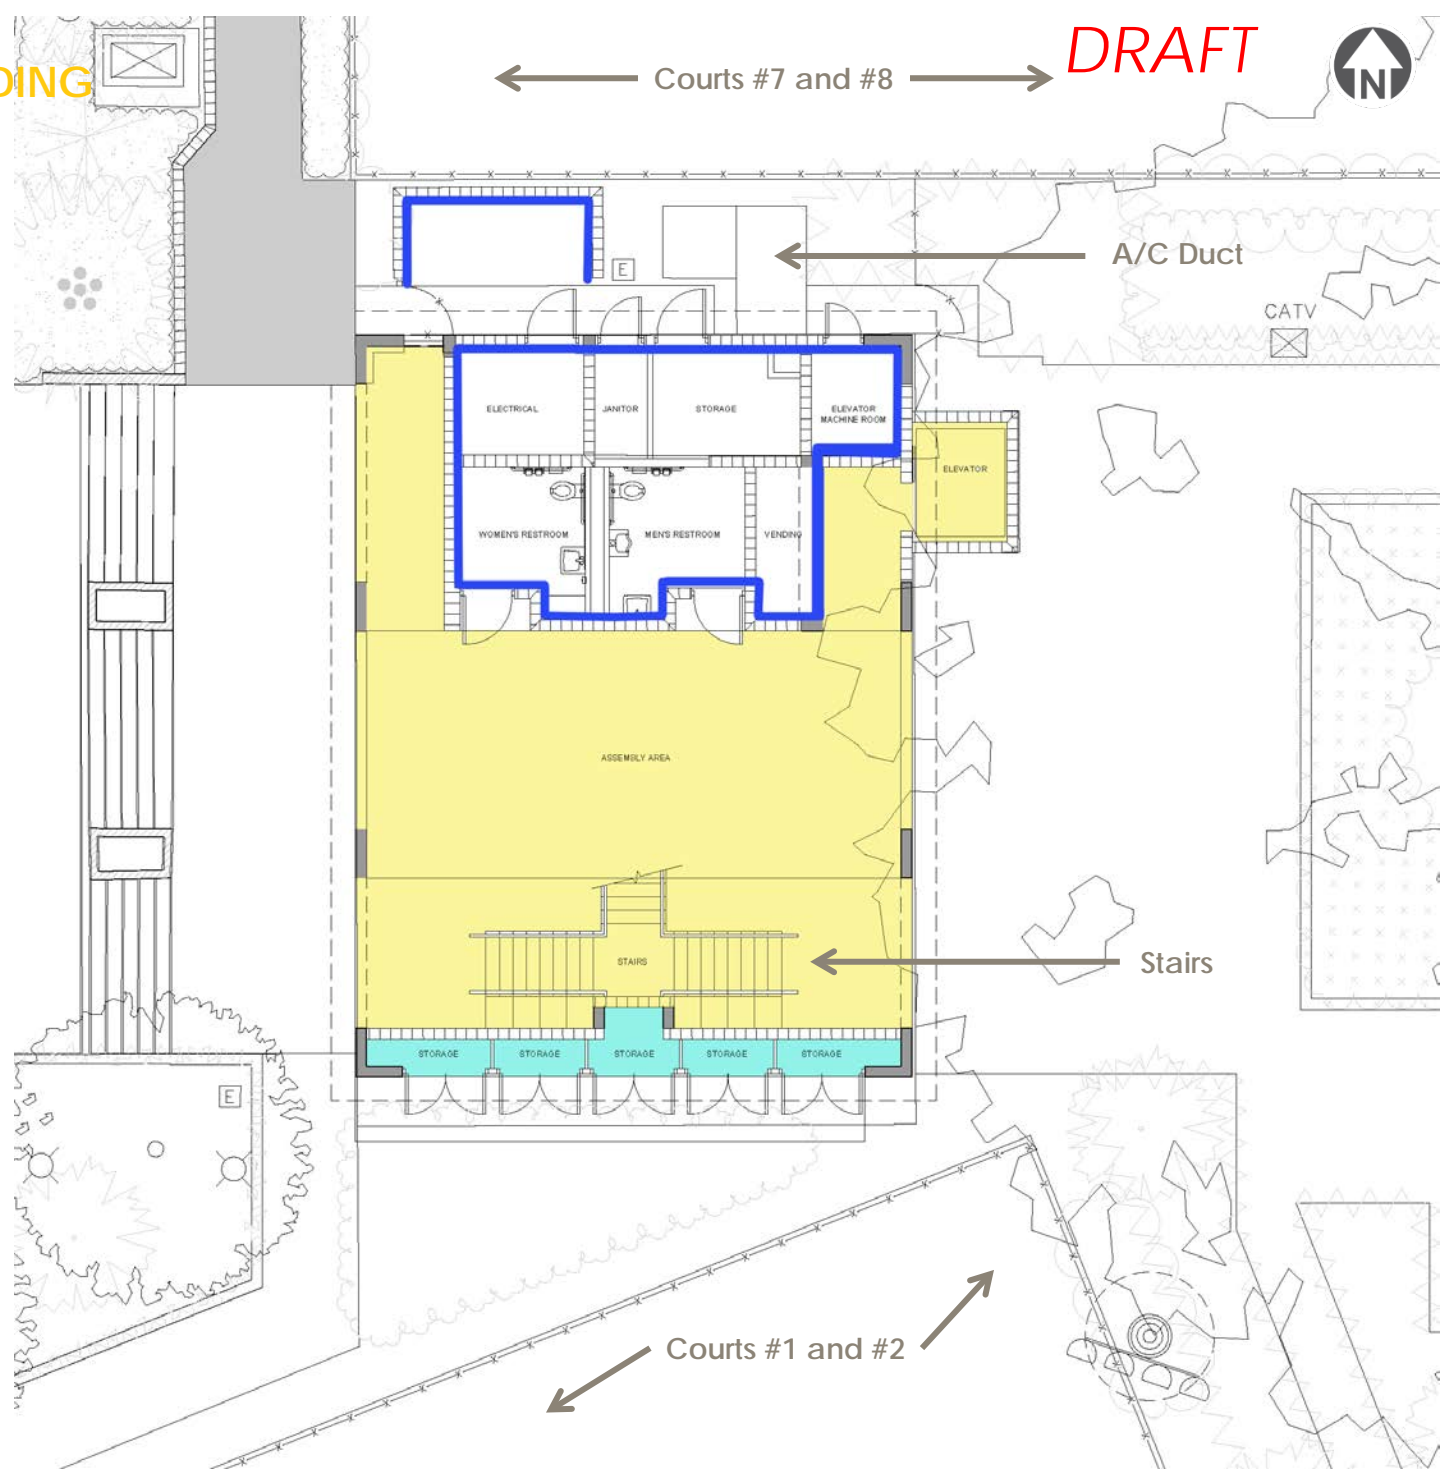 DRAFT
DING
Courts #7 and #8
N
A/C Duct
E
CATV
ELECTRICAL
JANITOR
STORAGE
ELEVATOR
MACHINE ROOM
ELEVATOR
WOMEN'S RESTROOM
MEN'S RESTROOM
VENDING
ASSEMBLY AREA
STAIRS
Stairs
STORAGE
STORAGE
STORAGE
STORAGE
STORAGE
E
Courts #1 and #2